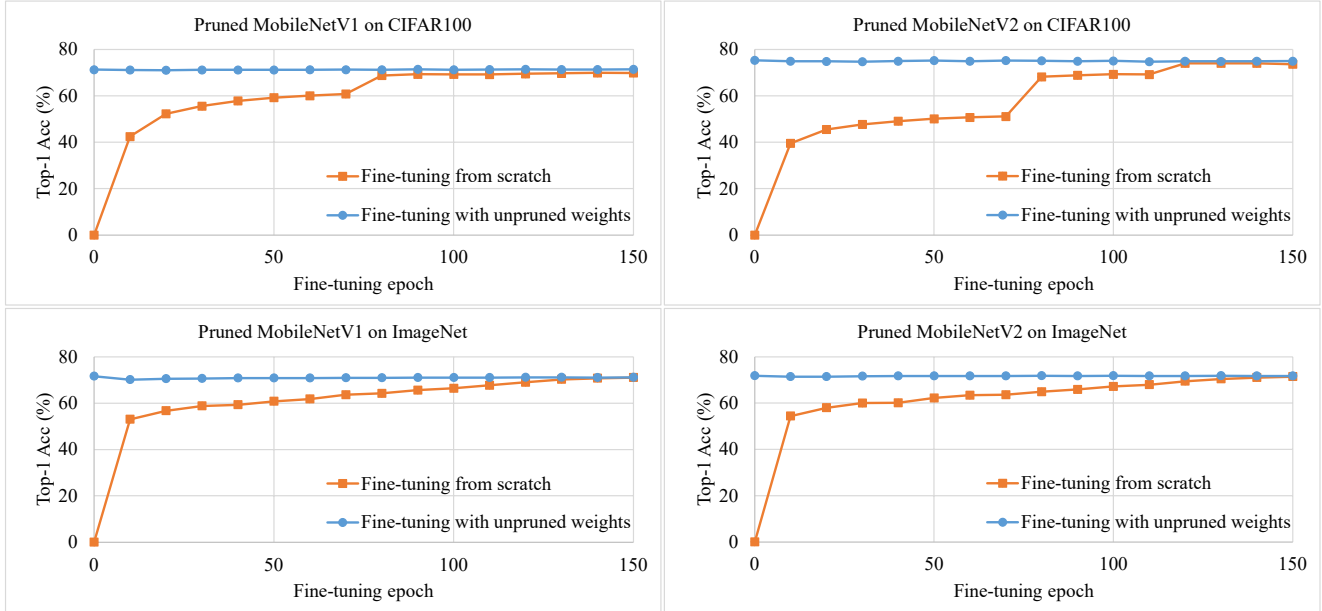 Pruned MobileNetV1 on CIFAR100
80
60
40
20
0
Top-1 Acc (%)
Fine-tuning from scratch
Fine-tuning with unpruned weights
0 50 100 150
Fine-tuning epoch
Pruned MobileNetV2 on CIFAR100
80
60
40
20
0
Top-1 Acc (%)
Fine-tuning from scratch
Fine-tuning with unpruned weights
0 50 100 150
Fine-tuning epoch
Pruned MobileNetV1 on ImageNet
80
60
40
20
0
Top-1 Acc (%)
Fine-tuning from scratch
Fine-tuning with unpruned weights
0 50 100 150
Fine-tuning epoch
Pruned MobileNetV2 on ImageNet
80
60
40
20
0
Top-1 Acc (%)
Fine-tuning from scratch
Fine-tuning with unpruned weights
0 50 100 150
Fine-tuning epoch